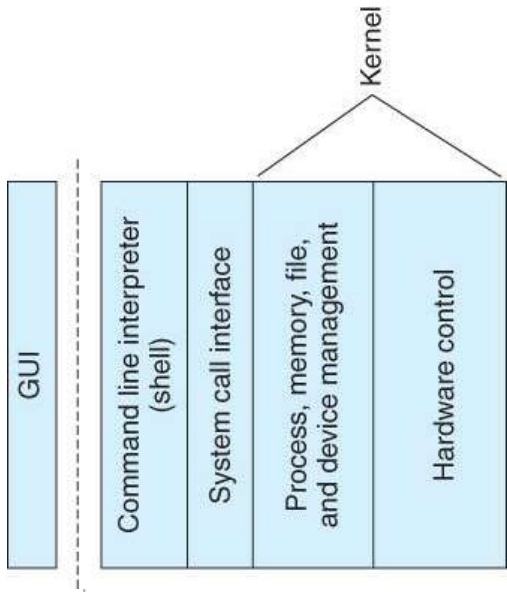 GUI
Command line interpreter
(shell)
System call interface
Process, memory, file,
and device management
Hardware control
Kernel